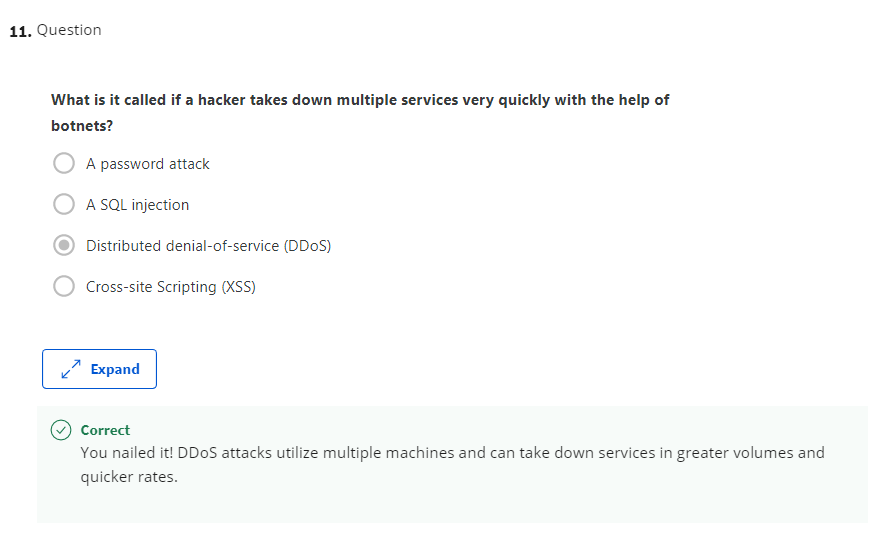 11. Question
What is it called if a hacker takes down multiple services very quickly with the help of
botnets?
A password attack
A SQL injection
Distributed denial-of-service (DDoS)
Cross-site Scripting (XSS)
Expand
Correct
You nailed it! DDoS attacks utilize multiple machines and can take down services in greater volumes and
quicker rates.